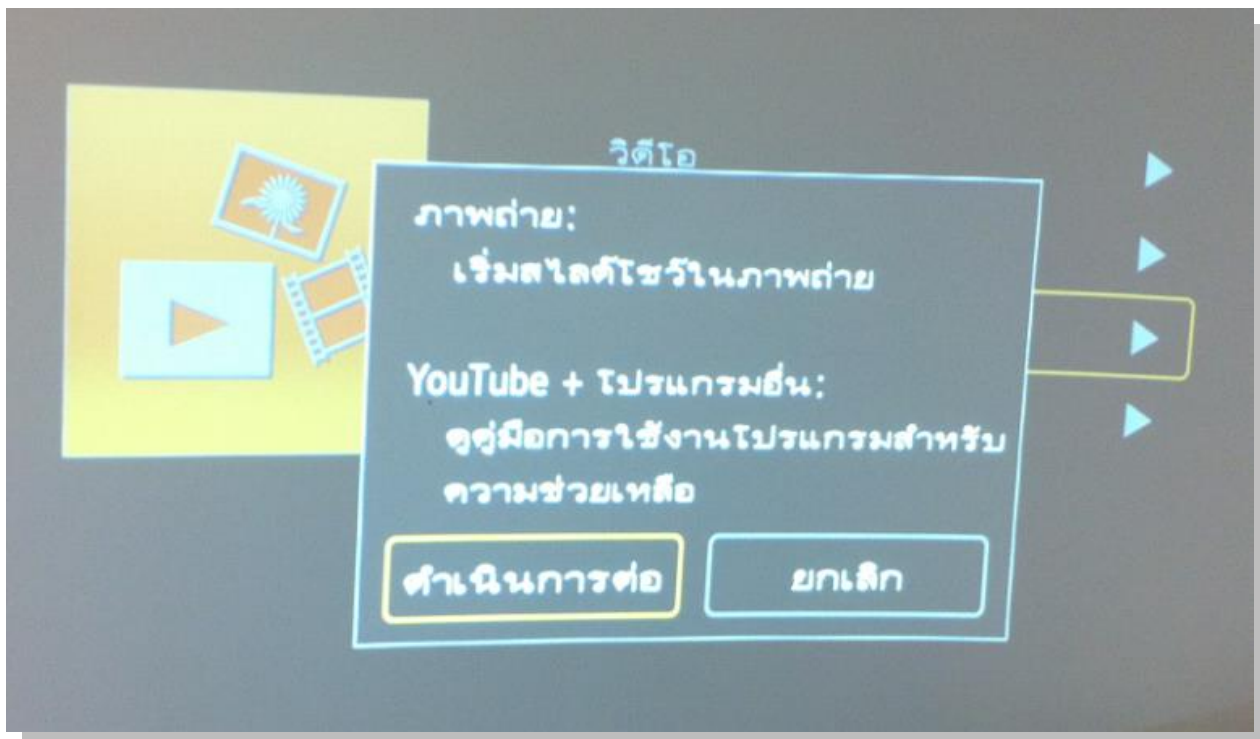 วิดีโอ
ภาพถ่าย:
เริ่มสไลด์โชว์ในภาพถ่าย
YouTube + โปรแกรมอื่น:
ดูคู่มือการใช้งานโปรแกรมสำหรับ
ความช่วยเหลือ
ดำเนินการต่อ
ยกเลิก